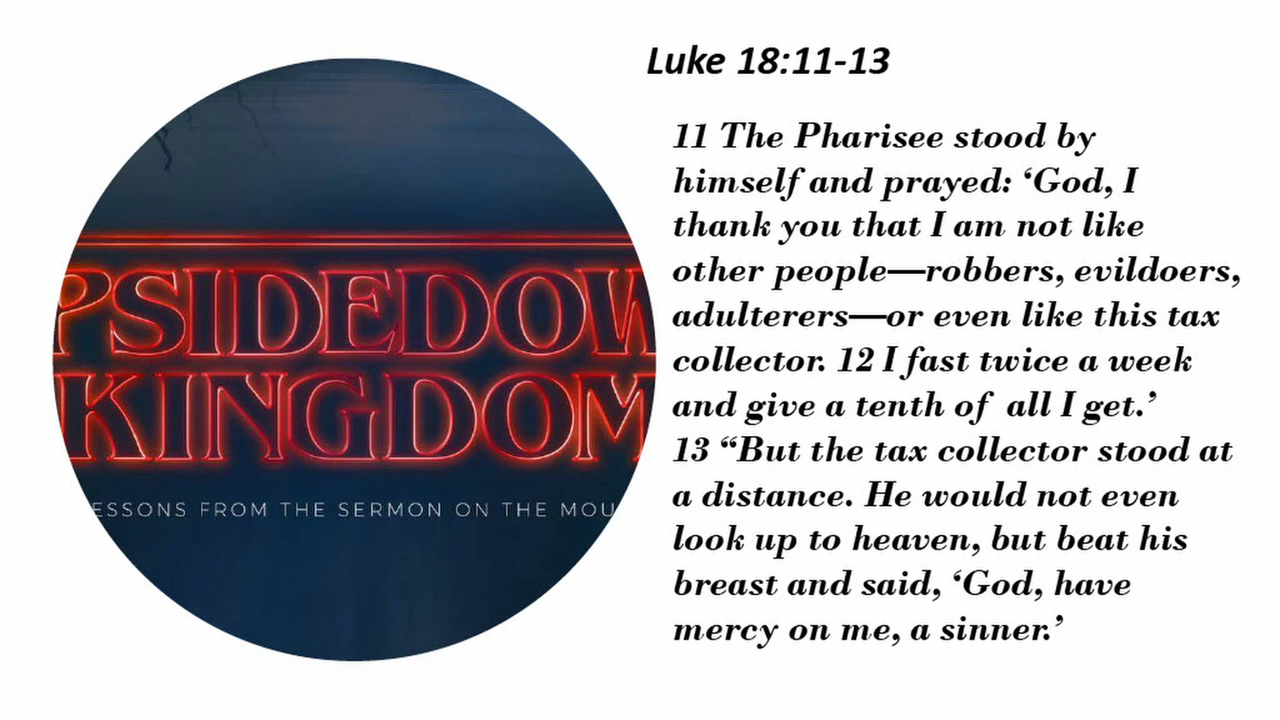 PSIDEDOW
KINGDOM
ESSONS FROM THE SERMON ON THE MOU
Luke 18:11-13
11 The Pharisee stood by
himself and prayed: ‘God, I
thank you that I am not like
other people—robbers, evildoers,
adulterers—or even like this tax
collector. 12 I fast twice a week
and give a tenth of all I get.’
13 “But the tax collector stood at
a distance. He would not even
look up to heaven, but beat his
breast and said, ‘God, have
mercy on me, a sinner.’